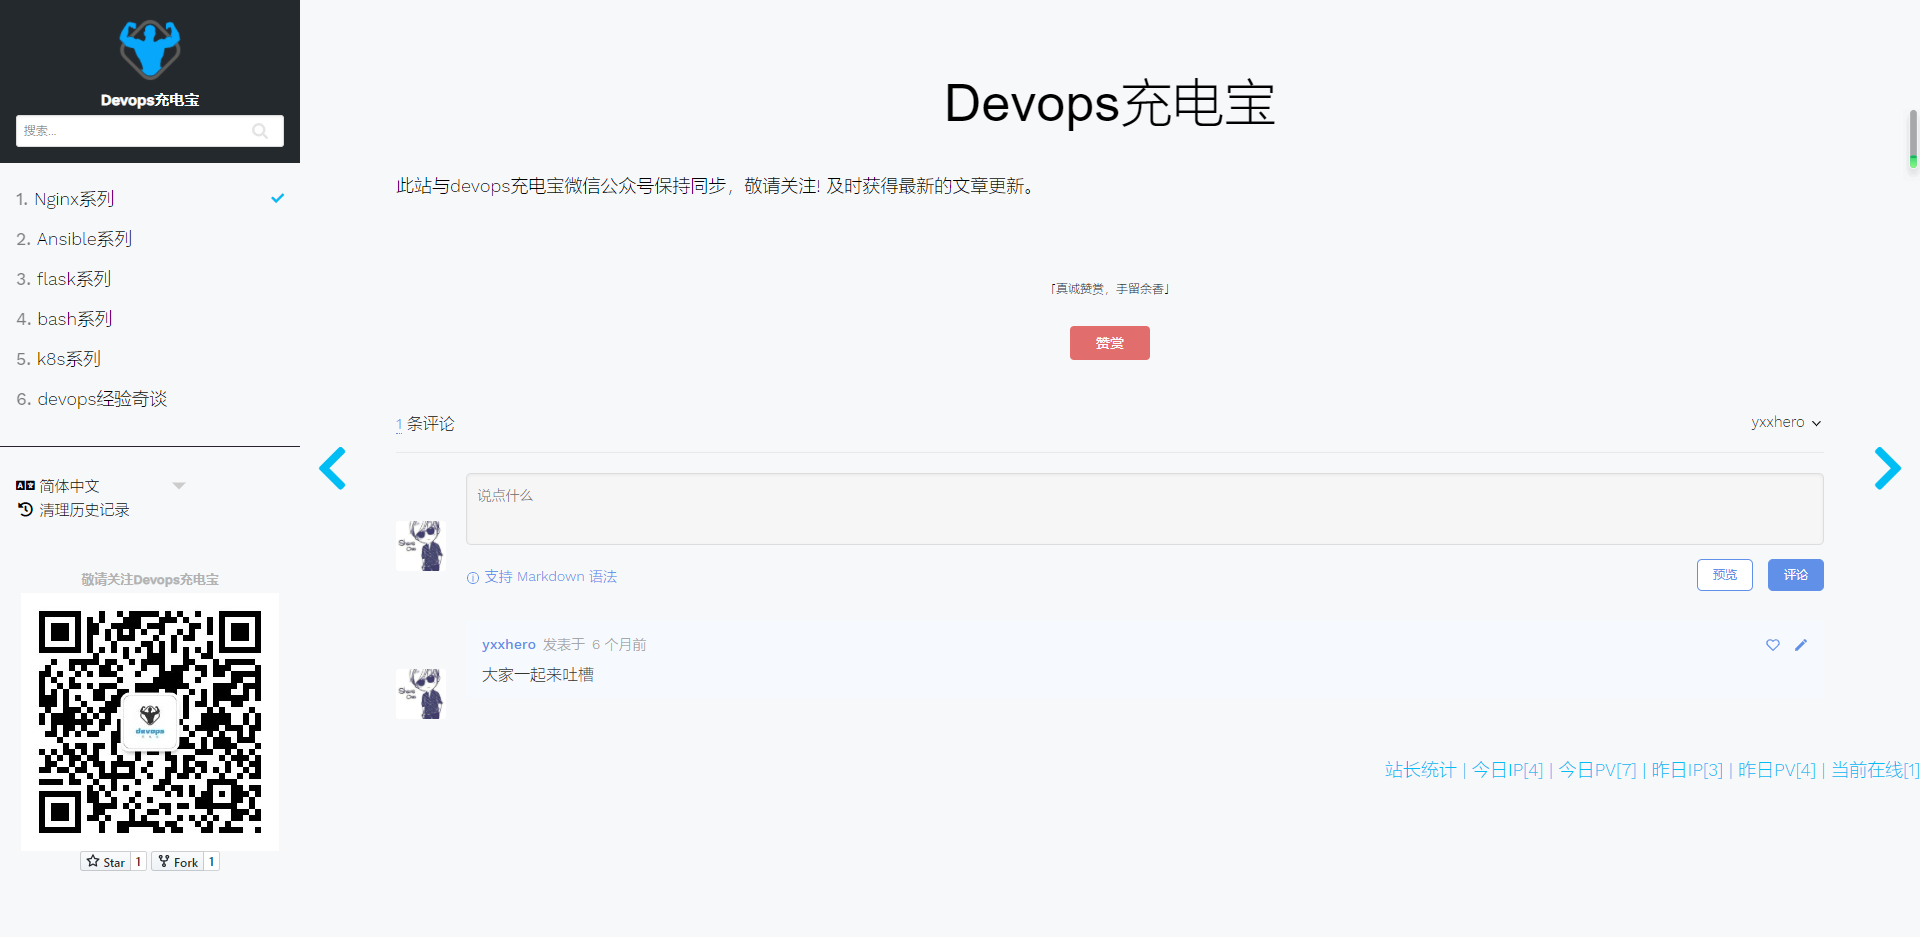 Devops充电宝
搜索...
1. Nginx系列
2. Ansible系列
3. flask系列
4. bash系列
5. k8s系列
6. devops经验奇谈
简体中文
清理历史记录
敬请关注Devops充电宝
devops
Star 1 Fork 1
Devops充电宝
此站与devops充电宝微信公众号保持同步，敬请关注! 及时获得最新的文章更新。
「真诚赞赏，手留余香」
赞赏
1 条评论
yxxhero
说点什么
支持 Markdown 语法
预览
评论
yxxhero 发表于 6 个月前
大家一起来吐槽
站长统计 | 今日IP[4] | 今日PV[7] | 昨日IP[3] | 昨日PV[4] | 当前在线[1]